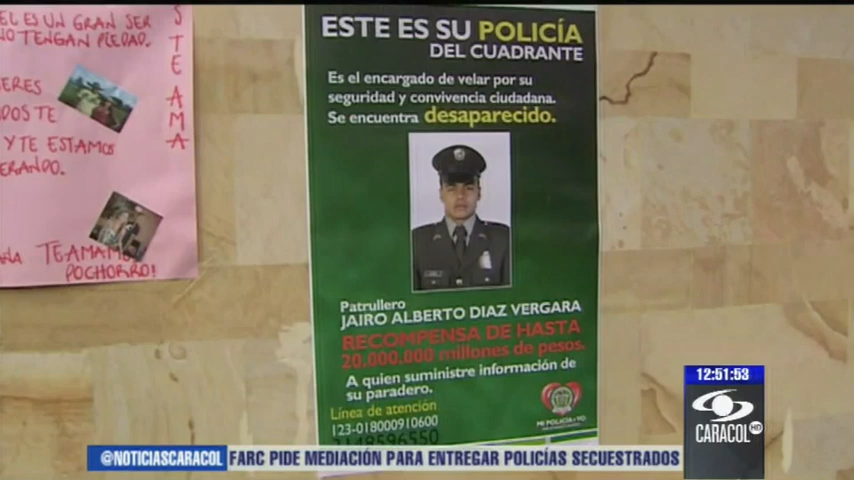 EL ES UN GRAN SER
NO TENGAN PIEDAD.
ERES
DOS TE
Y TE ESTAMOS
ERANDO.
S TE AMA
TE AMAMOS
POCHORRO!
ESTE ES SU POLICÍA
DEL CUADRANTE
Es el encargado de velar por su
seguridad y convivencia ciudadana.
Se encuentra desaparecido.
Patrullero
JAIRO ALBERTO DIAZ VERGARA
RECOMPENSA DE HASTA
20,000.000 millones de pesos.
A quien suministre información de
su paradero.
Línea de atención
123-018000910600
3148596550
MI POLICÍA Y YO
12:51:53
CARACOL HD
@NOTICIASCARACOL FARC PIDE MEDIACIÓN PARA ENTREGAR POLICÍAS SECUESTRADOS